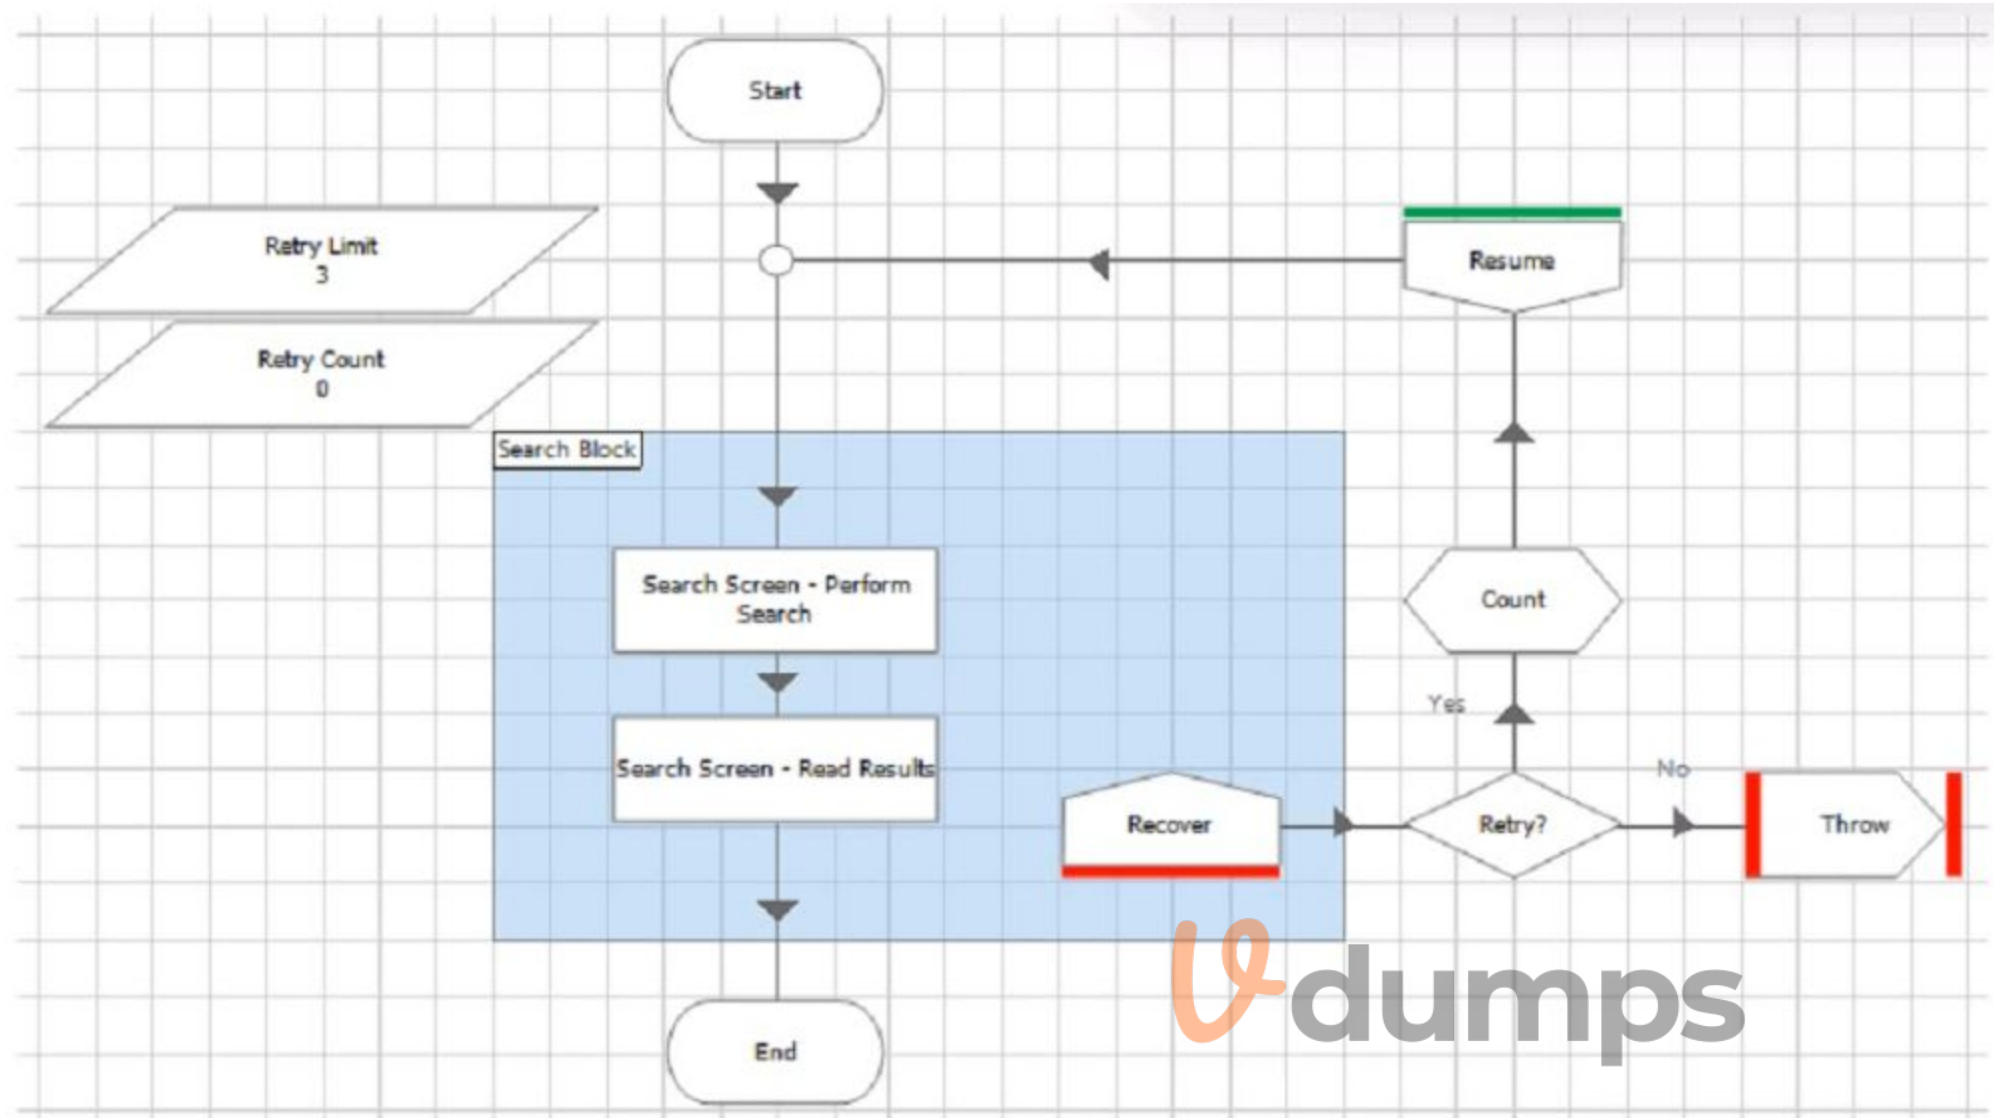 Start
Retry Limit
3
Resume
Retry Count
0
Search Block
Search Screen - Perform
Search
Count
Yes
Search Screen - Read Results
No
Recover
Retry?
Throw
Vdumps
End